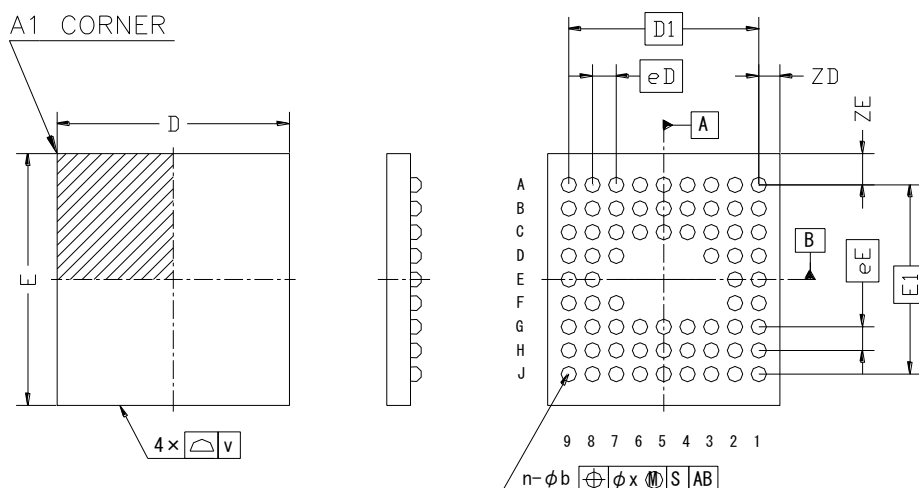 A1 CORNER
D
E
4× ⌓ v
D1
eD
ZD
ZE
A
B
eE
E1
A
B
C
D
E
F
G
H
J
9 8 7 6 5 4 3 2 1
n-φb ⌖ φx Ⓜ S AB